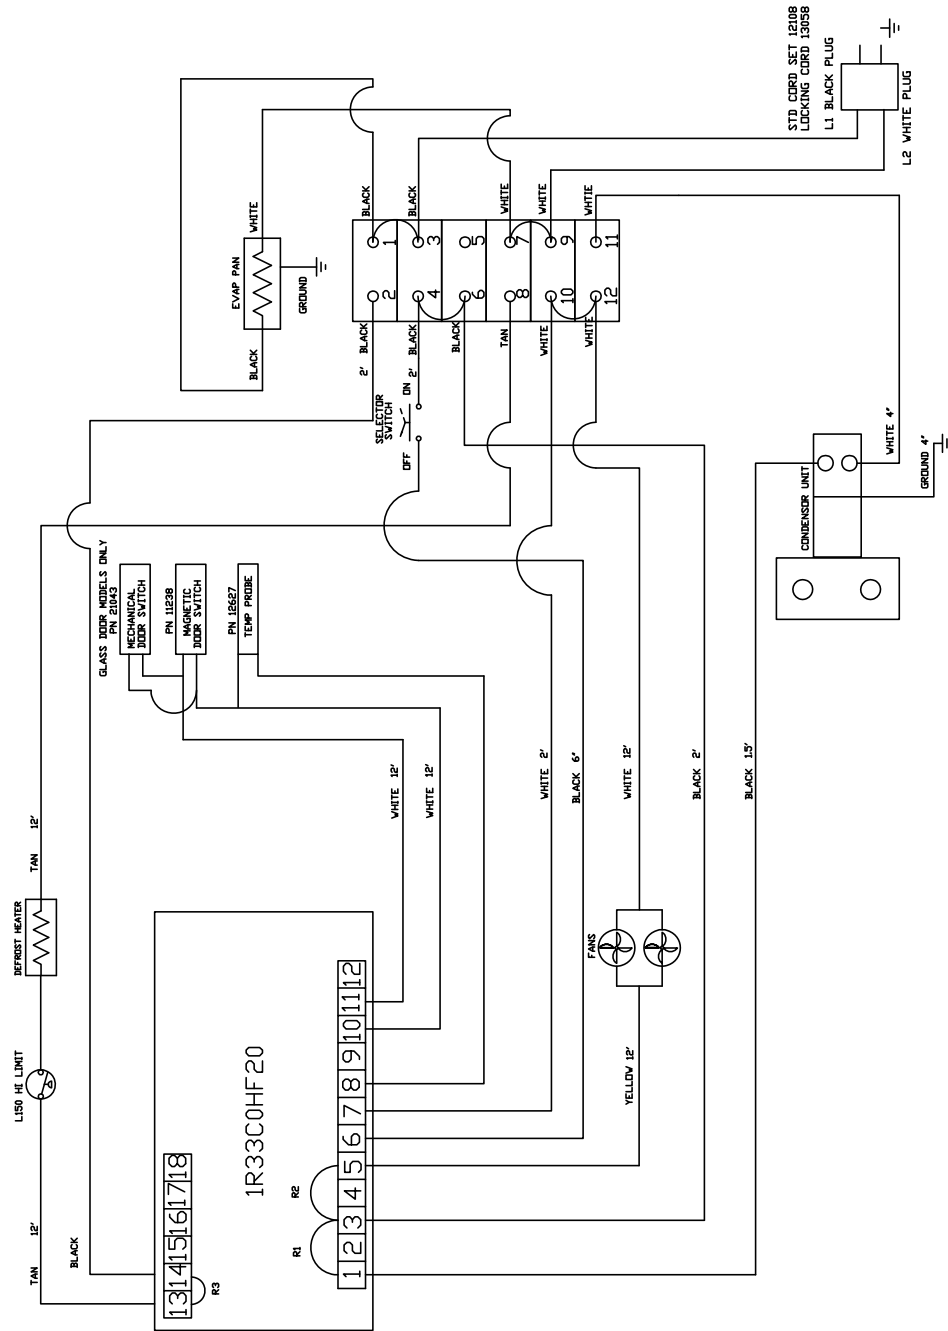 TAN 12'
L150 HI LIMIT
DEFROST HEATER
TAN 12'
BLACK
GLASS DOOR MODELS ONLY
PN 21043
MECHANICAL
DOOR SWITCH
PN 11238
MAGNETIC
DOOR SWITCH
PN 12627
TEMP PROBE
13 14 15 16 17 18
R3
1R33C0HF20
R1
R2
1 2 3 4 5 6 7 8 9 10 11 12
EVAP PAN
BLACK
WHITE
GROUND
2' BLACK
BLACK
2 1
SELECTOR
SWITCH
OFF
ON
2' BLACK
BLACK
4 3
BLACK
6 5
TAN
WHITE
8 7
WHITE
WHITE
10 9
WHITE
WHTIE
12 11
WHITE 12'
WHITE 12'
WHITE 2'
BLACK 6"
FANS
YELLOW 12'
WHITE 12'
BLACK 2'
BLACK 1.5'
STD CORD SET 12108
LOCKING CORD 13058
L1 BLACK PLUG
L2 WHITE PLUG
CONDENSOR UNIT
WHITE 4'
GROUND 4'